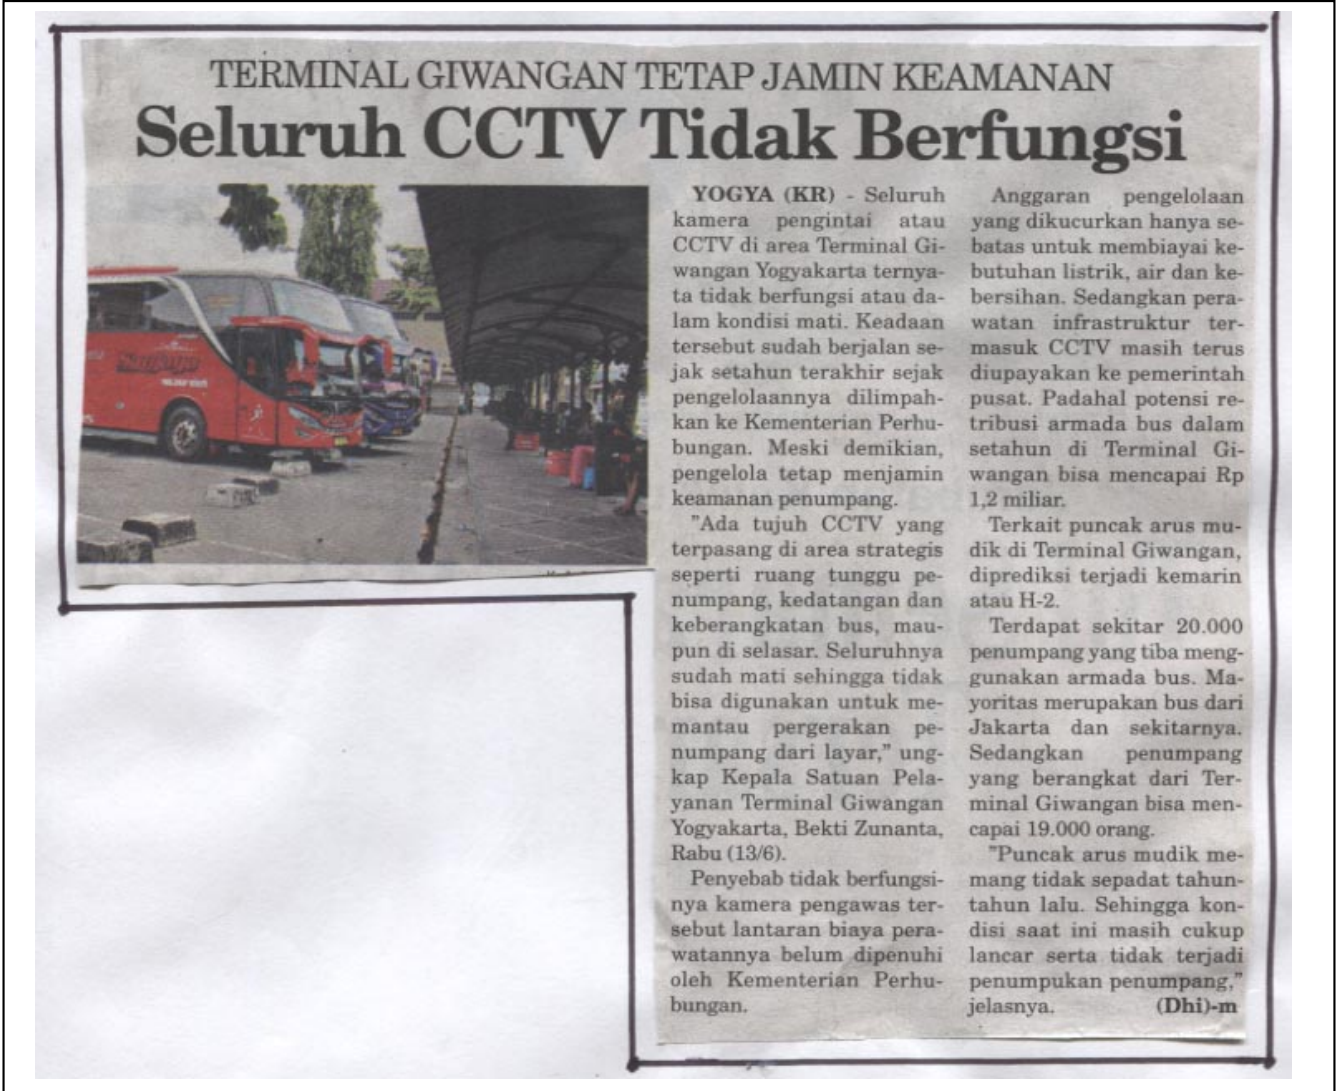 TERMINAL GIWANGAN TETAP JAMIN KEAMANAN
Seluruh CCTV Tidak Berfungsi
YOGYA (KR) - Seluruh
kamera pengintai atau
CCTV di area Terminal Gi-
wangan Yogyakarta ternya-
ta tidak berfungsi atau da-
lam kondisi mati. Keadaan
tersebut sudah berjalan se-
jak setahun terakhir sejak
pengelolaannya dilimpah-
kan ke Kementerian Perhu-
bungan. Meski demikian,
pengelola tetap menjamin
keamanan penumpang.
"Ada tujuh CCTV yang
terpasang di area strategis
seperti ruang tunggu pe-
numpang, kedatangan dan
keberangkatan bus, mau-
pun di selasar. Seluruhnya
sudah mati sehingga tidak
bisa digunakan untuk me-
mantau pergerakan pe-
numpang dari layar," ung-
kap Kepala Satuan Pela-
yanan Terminal Giwangan
Yogyakarta, Bekti Zunanta,
Rabu (13/6).
Penyebab tidak berfungsi-
nya kamera pengawas ter-
sebut lantaran biaya pera-
watannya belum dipenuhi
oleh Kementerian Perhu-
bungan.
Anggaran pengelolaan
yang dikucurkan hanya se-
batas untuk membiayai ke-
butuhan listrik, air dan ke-
bersihan. Sedangkan pera-
watan infrastruktur ter-
masuk CCTV masih terus
diupayakan ke pemerintah
pusat. Padahal potensi re-
tribusi armada bus dalam
setahun di Terminal Gi-
wangan bisa mencapai Rp
1,2 miliar.
Terkait puncak arus mu-
dik di Terminal Giwangan,
diprediksi terjadi kemarin
atau H-2.
Terdapat sekitar 20.000
penumpang yang tiba meng-
gunakan armada bus. Ma-
yoritas merupakan bus dari
Jakarta dan sekitarnya.
Sedangkan penumpang
yang berangkat dari Ter-
minal Giwangan bisa men-
capai 19.000 orang.
"Puncak arus mudik me-
mang tidak sepadat tahun-
tahun lalu. Sehingga kon-
disi saat ini masih cukup
lancar serta tidak terjadi
penumpukan penumpang,"
jelasnya. (Dhi)-m